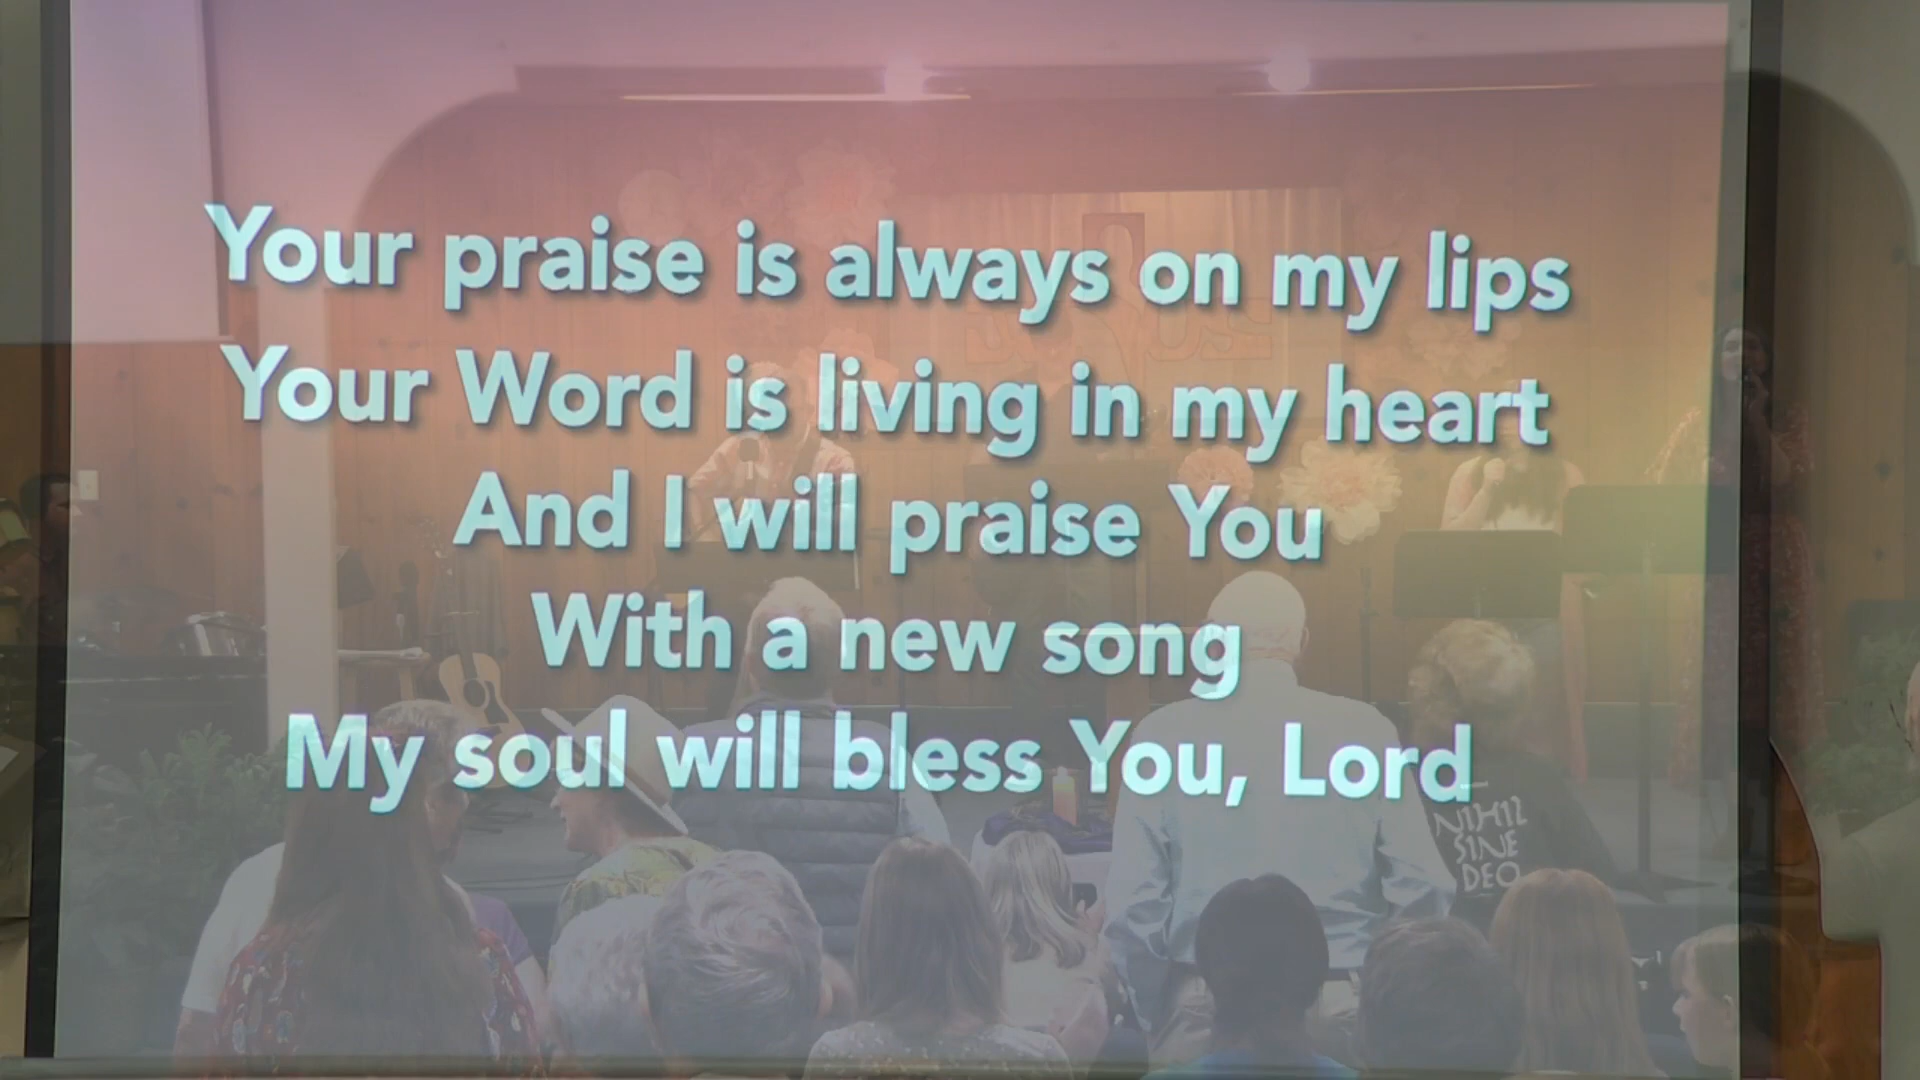 Your praise is always on my lips
Your Word is living in my heart
And I will praise You
With a new song
My soul will bless You, Lord
NIHIL
SINE
DEO